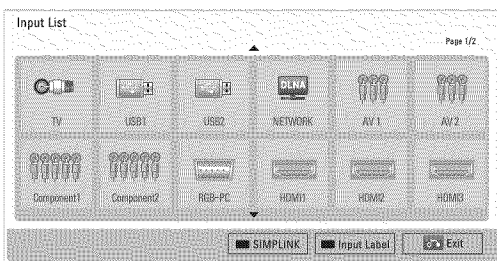 Input List
Page 1/2
DLNA
TV
USB1
USB2
NETWORK
AV 1
AV 2
Component1
Component2
RGB-PC
HDMI1
HDMI2
HDMI3
SIMPLINK
Input Label
Exit